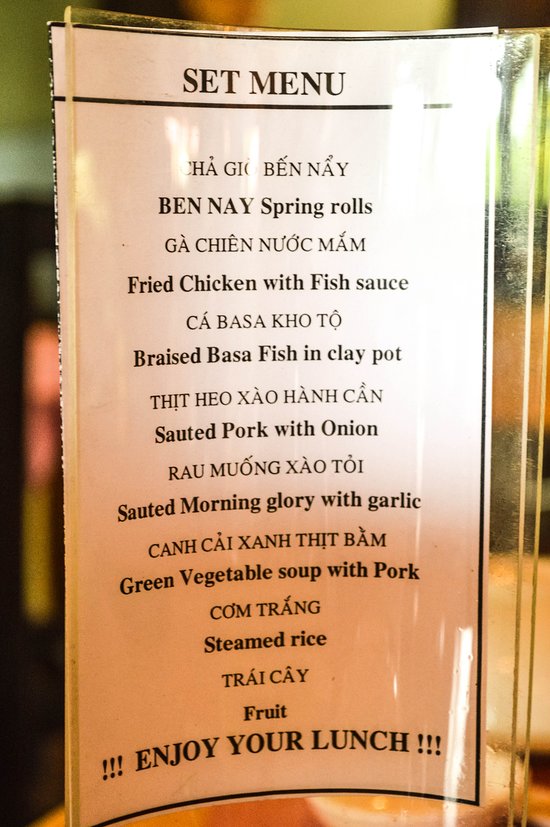 SET MENU
CHẢ GIÒ BẾN NẨY
BEN NAY Spring rolls
GÀ CHIÊN NƯỚC MẮM
Fried Chicken with Fish sauce
CÁ BASA KHO TỘ
Braised Basa Fish in clay pot
THỊT HEO XÀO HÀNH CẦN
Sauted Pork with Onion
RAU MUỐNG XÀO TỎI
Sauted Morning glory with garlic
CANH CẢI XANH THỊT BẰM
Green Vegetable soup with Pork
CƠM TRẮNG
Steamed rice
TRÁI CÂY
Fruit
!!! ENJOY YOUR LUNCH !!!